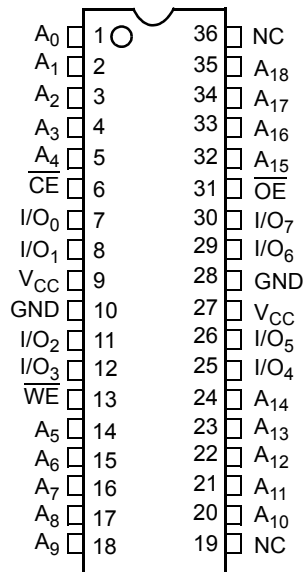 A0 1 36 NC
A1 2 35 A18
A2 3 34 A17
A3 4 33 A16
A4 5 32 A15
C̅E̅ 6 31 O̅E̅
I/O0 7 30 I/O7
I/O1 8 29 I/O6
VCC 9 28 GND
GND 10 27 VCC
I/O2 11 26 I/O5
I/O3 12 25 I/O4
W̅E̅ 13 24 A14
A5 14 23 A13
A6 15 22 A12
A7 16 21 A11
A8 17 20 A10
A9 18 19 NC